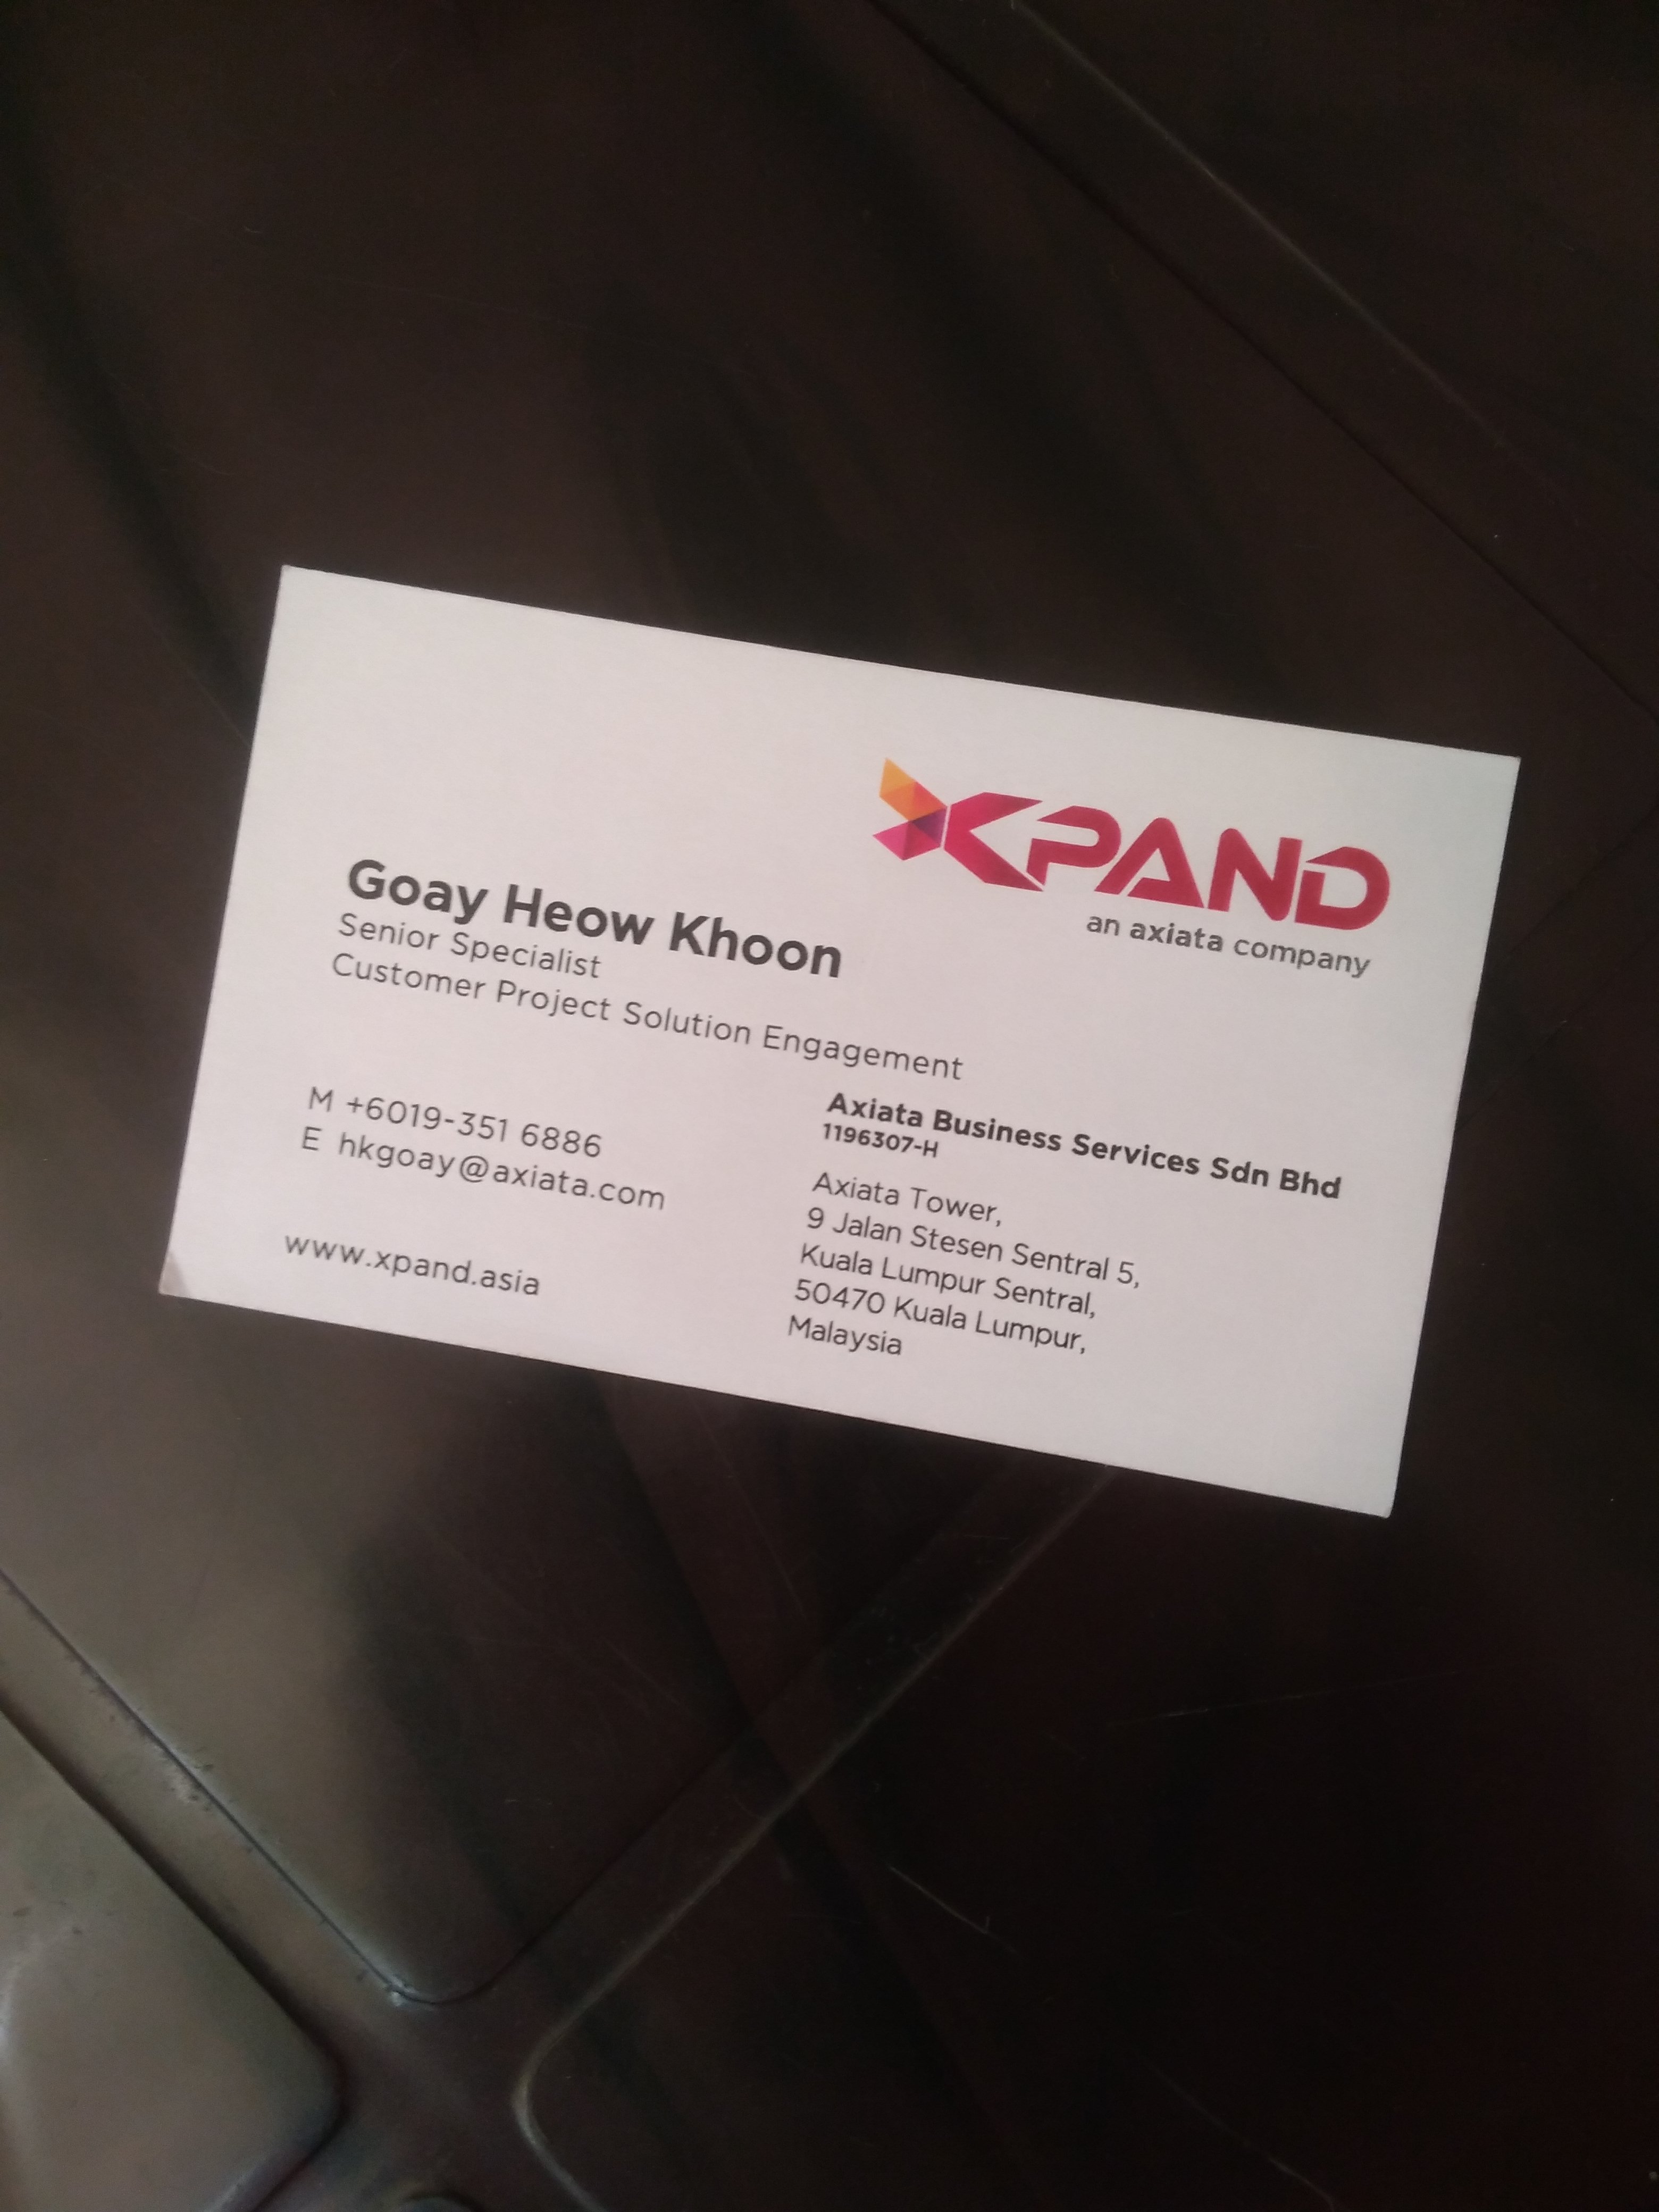 XPAND
an axiata company
Goay Heow Khoon
Senior Specialist
Customer Project Solution Engagement
M +6019-351 6886
E hkgoay@axiata.com
www.xpand.asia
Axiata Business Services Sdn Bhd
1196307-H
Axiata Tower,
9 Jalan Stesen Sentral 5,
Kuala Lumpur Sentral,
50470 Kuala Lumpur,
Malaysia